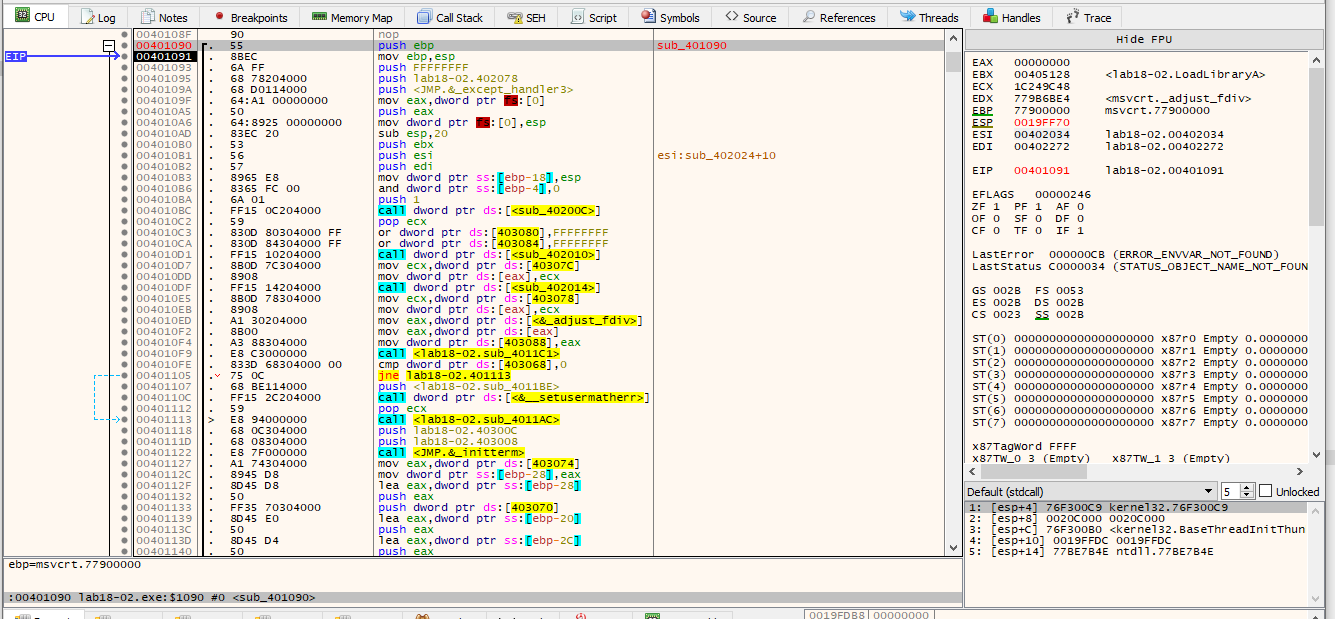 CPU Log Notes Breakpoints Memory Map Call Stack SEH Script Symbols Source References Threads Handles Trace
0040108F 90 nop
00401090 . 55 push ebp sub_401090
EIP 00401091 . 8BEC mov ebp,esp
00401093 . 6A FF push FFFFFFFF
00401095 . 68 78204000 push lab18-02.402078
0040109A . 68 D0114000 push <JMP.&_except_handler3>
0040109F . 64:A1 00000000 mov eax,dword ptr fs:[0]
004010A5 . 50 push eax
004010A6 . 64:8925 00000000 mov dword ptr fs:[0],esp
004010AD . 83EC 20 sub esp,20
004010B0 . 53 push ebx
004010B1 . 56 push esi esi:sub_402024+10
004010B2 . 57 push edi
004010B3 . 8965 E8 mov dword ptr ss:[ebp-18],esp
004010B6 . 8365 FC 00 and dword ptr ss:[ebp-4],0
004010BA . 6A 01 push 1
004010BC . FF15 0C204000 call dword ptr ds:[<sub_40200C>]
004010C2 . 59 pop ecx
004010C3 . 830D 80304000 FF or dword ptr ds:[403080],FFFFFFFF
004010CA . 830D 84304000 FF or dword ptr ds:[403084],FFFFFFFF
004010D1 . FF15 10204000 call dword ptr ds:[<sub_402010>]
004010D7 . 8B0D 7C304000 mov ecx,dword ptr ds:[40307C]
004010DD . 8908 mov dword ptr ds:[eax],ecx
004010DF . FF15 14204000 call dword ptr ds:[<sub_402014>]
004010E5 . 8B0D 78304000 mov ecx,dword ptr ds:[403078]
004010EB . 8908 mov dword ptr ds:[eax],ecx
004010ED . A1 30204000 mov eax,dword ptr ds:[<&_adjust_fdiv>]
004010F2 . 8B00 mov eax,dword ptr ds:[eax]
004010F4 . A3 88304000 mov dword ptr ds:[403088],eax
004010F9 . E8 C3000000 call <lab18-02.sub_4011C1>
004010FE . 833D 68304000 00 cmp dword ptr ds:[403068],0
00401105 . 75 0C jne lab18-02.401113
00401107 . 68 BE114000 push <lab18-02.sub_4011BE>
0040110C . FF15 2C204000 call dword ptr ds:[<&__setusermatherr>]
00401112 . 59 pop ecx
00401113 > E8 94000000 call <lab18-02.sub_4011AC>
00401118 . 68 0C304000 push lab18-02.40300C
0040111D . 68 08304000 push lab18-02.403008
00401122 . E8 7F000000 call <JMP.&_initterm>
00401127 . A1 74304000 mov eax,dword ptr ds:[403074]
0040112C . 8945 D8 mov dword ptr ss:[ebp-28],eax
0040112F . 8D45 D8 lea eax,dword ptr ss:[ebp-28]
00401132 . 50 push eax
00401133 . FF35 70304000 push dword ptr ds:[403070]
00401139 . 8D45 E0 lea eax,dword ptr ss:[ebp-20]
0040113C . 50 push eax
0040113D . 8D45 D4 lea eax,dword ptr ss:[ebp-2C]
00401140 . 50 push eax
ebp=msvcrt.77900000
:00401090 lab18-02.exe:$1090 #0 <sub_401090>
Hide FPU
EAX 00000000
EBX 00405128 <lab18-02.LoadLibraryA>
ECX 1C249C48
EDX 779B6BE4 <msvcrt._adjust_fdiv>
EBP 77900000 msvcrt.77900000
ESP 0019FF70
ESI 00402034 lab18-02.00402034
EDI 00402272 lab18-02.00402272
EIP 00401091 lab18-02.00401091
EFLAGS 00000246
ZF 1 PF 1 AF 0
OF 0 SF 0 DF 0
CF 0 TF 0 IF 1
LastError 000000CB (ERROR_ENVVAR_NOT_FOUND)
LastStatus C0000034 (STATUS_OBJECT_NAME_NOT_FOUN
GS 002B FS 0053
ES 002B DS 002B
CS 0023 SS 002B
ST(0) 00000000000000000000 x87r0 Empty 0.0000000
ST(1) 00000000000000000000 x87r1 Empty 0.0000000
ST(2) 00000000000000000000 x87r2 Empty 0.0000000
ST(3) 00000000000000000000 x87r3 Empty 0.0000000
ST(4) 00000000000000000000 x87r4 Empty 0.0000000
ST(5) 00000000000000000000 x87r5 Empty 0.0000000
ST(6) 00000000000000000000 x87r6 Empty 0.0000000
ST(7) 00000000000000000000 x87r7 Empty 0.0000000
x87TagWord FFFF
x87TW_0 3 (Empty) x87TW_1 3 (Empty)
Default (stdcall) 5 Unlocked
1: [esp+4] 76F300C9 kernel32.76F300C9
2: [esp+8] 0020C000 0020C000
3: [esp+C] 76F300B0 <kernel32.BaseThreadInitThun
4: [esp+10] 0019FFDC 0019FFDC
5: [esp+14] 77BE7B4E ntdll.77BE7B4E
0019FDB8 00000000